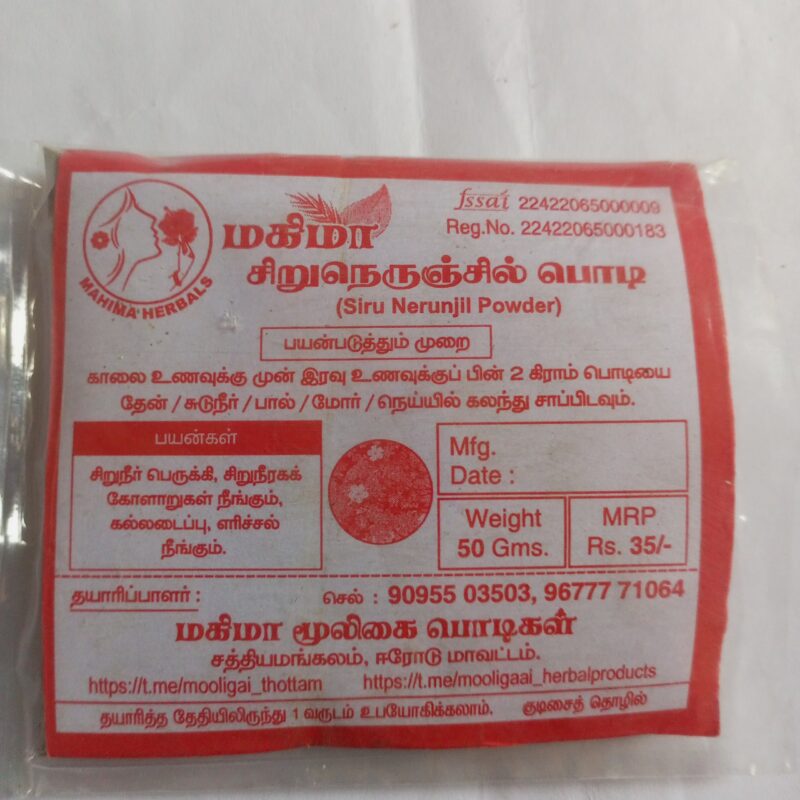 fssai 22422065000009
Reg.No. 22422065000183
MAHIMA HERBALS
மகிமா
சிறுநெருஞ்சில் பொடி
(Siru Nerunjil Powder)
பயன்படுத்தும் முறை
காலை உணவுக்கு முன் இரவு உணவுக்குப் பின் 2 கிராம் பொடியை
தேன் / சுடுநீர் / பால் / மோர் / நெய்யில் கலந்து சாப்பிடவும்.
பயன்கள்
சிறுநீர் பெருக்கி, சிறுநீரகக்
கோளாறுகள் நீங்கும்,
கல்லடைப்பு, எரிச்சல்
நீங்கும்.
Mfg.
Date :
Weight
50 Gms.
MRP
Rs. 35/-
தயாரிப்பாளர் : செல் : 90955 03503, 96777 71064
மகிமா மூலிகை பொடிகள்
சத்தியமங்கலம், ஈரோடு மாவட்டம்.
https://t.me/mooligai_thottam https://t.me/mooligaai_herbalproducts
தயாரித்த தேதியிலிருந்து 1 வருடம் உபயோகிக்கலாம். குடிசைத் தொழில்